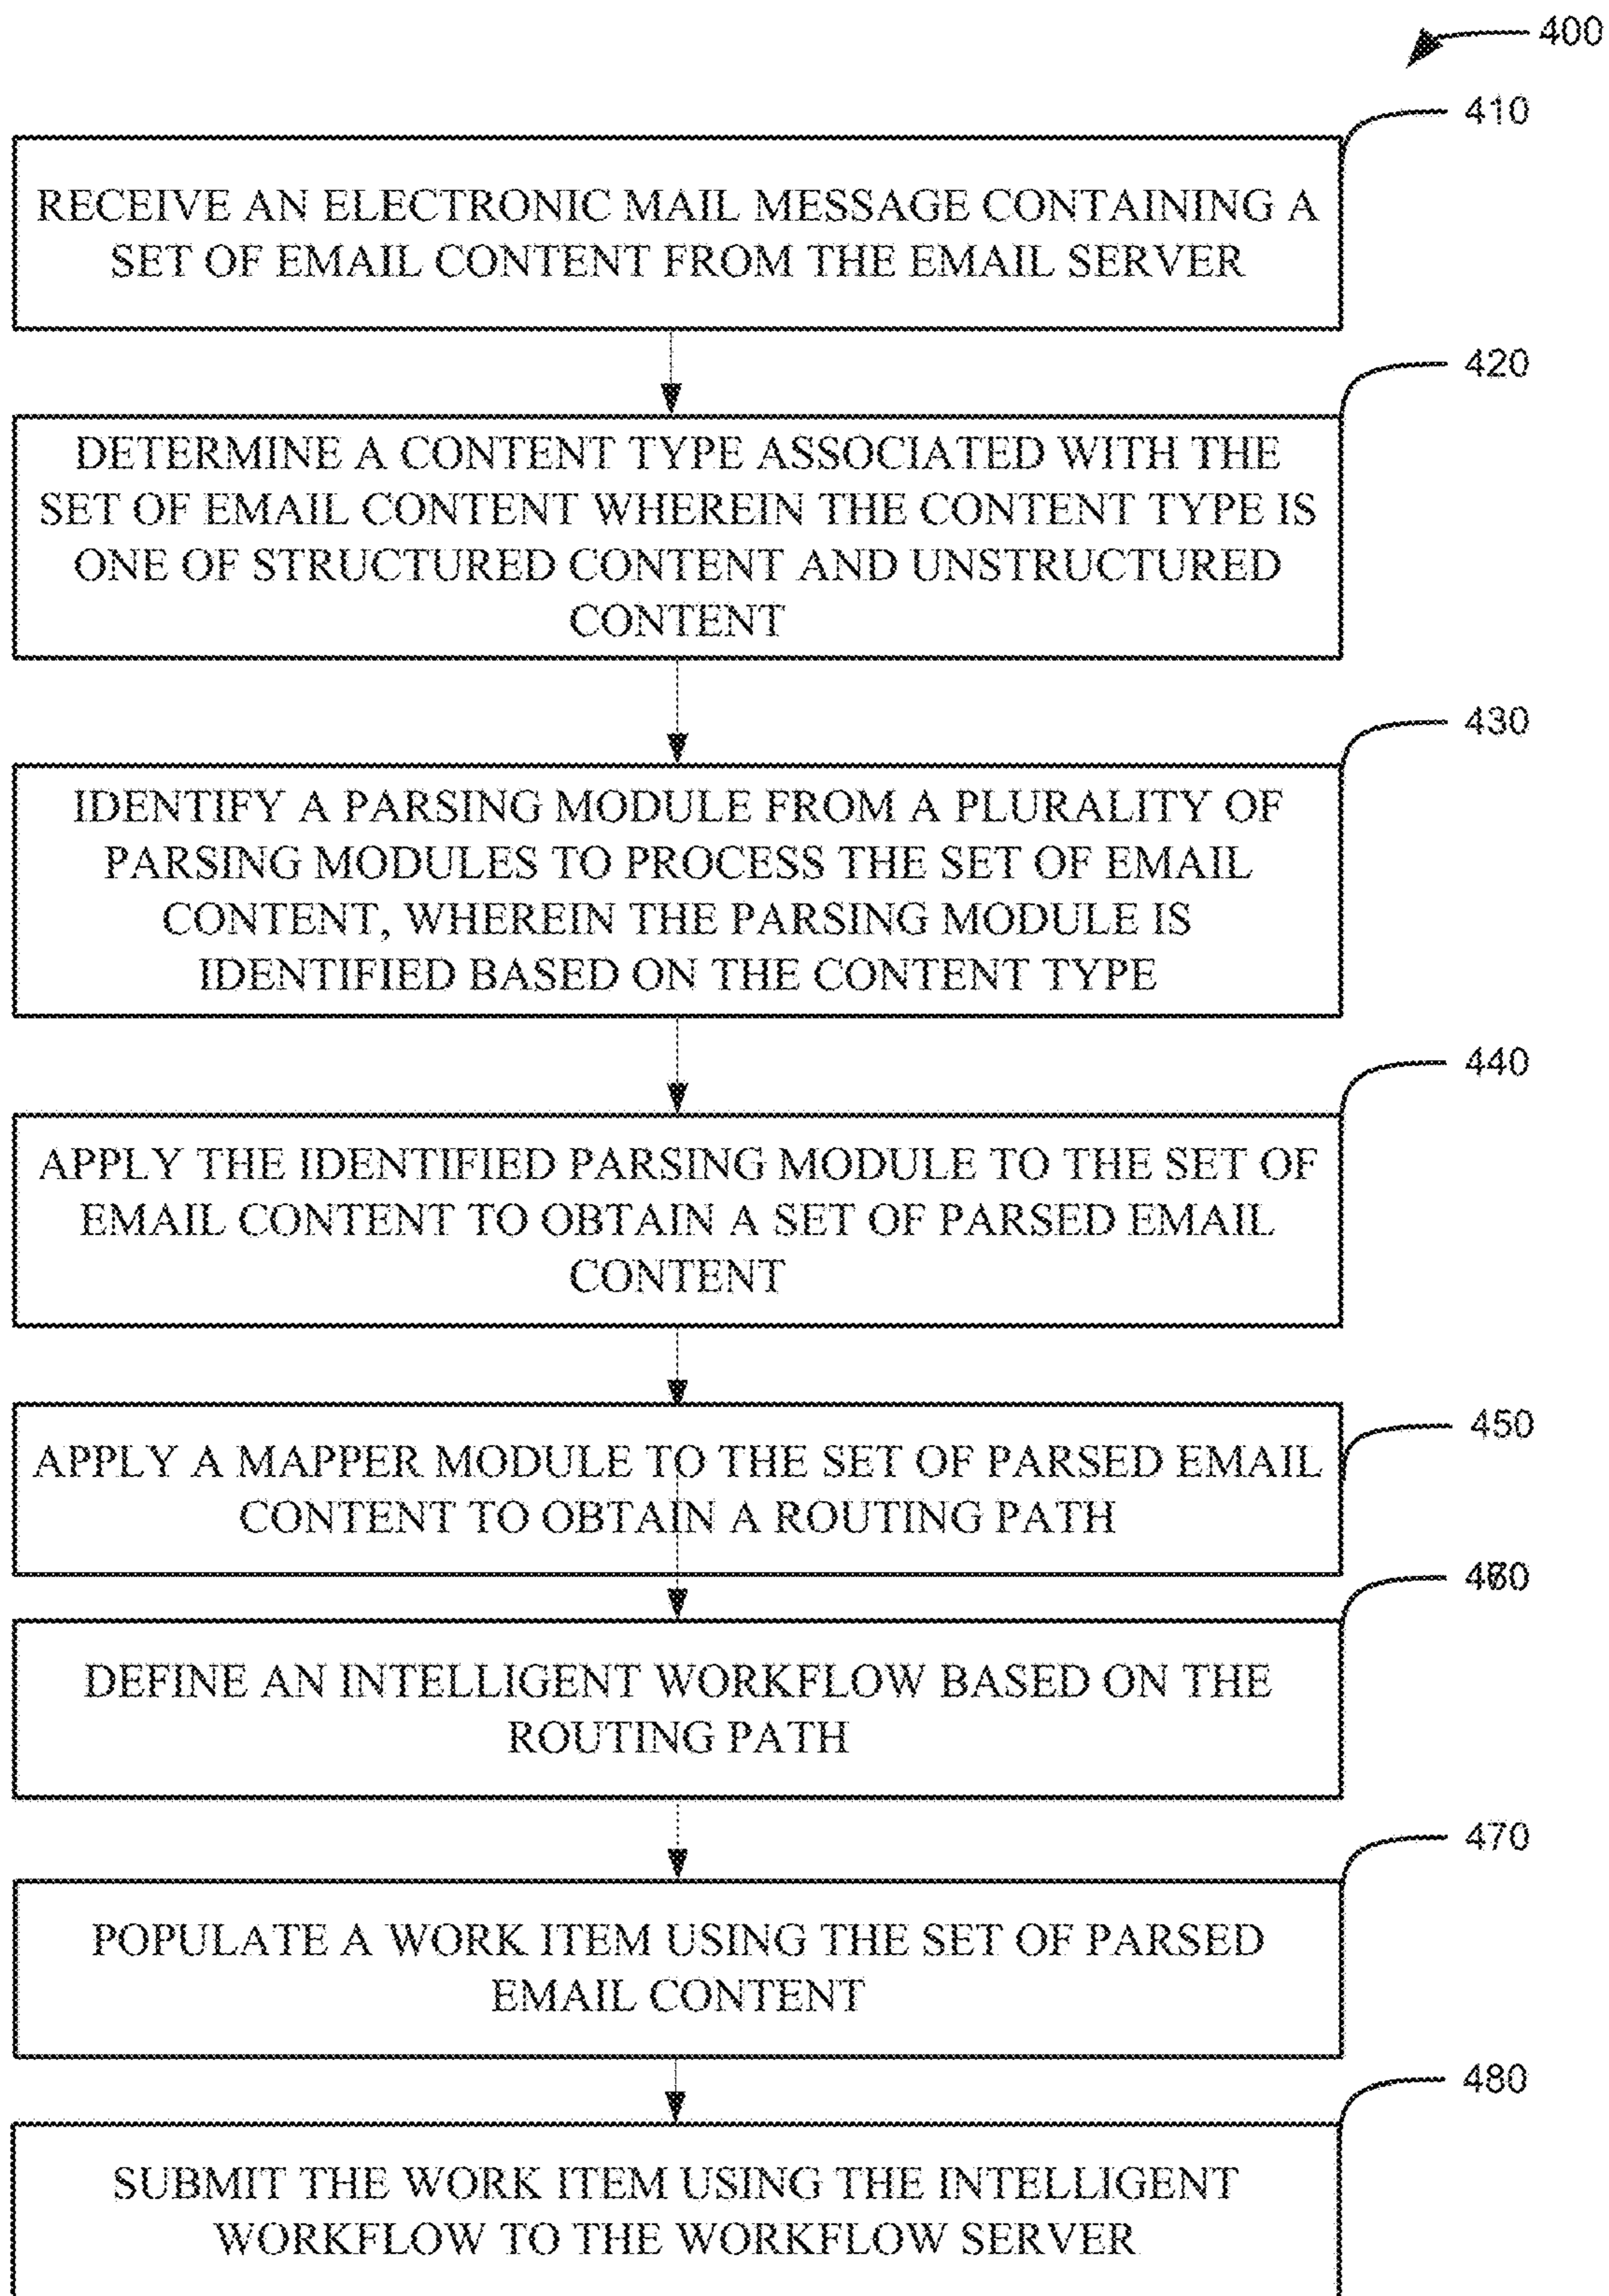 400
410
RECEIVE AN ELECTRONIC MAIL MESSAGE CONTAINING A
SET OF EMAIL CONTENT FROM THE EMAIL SERVER
420
DETERMINE A CONTENT TYPE ASSOCIATED WITH THE
SET OF EMAIL CONTENT WHEREIN THE CONTENT TYPE IS
ONE OF STRUCTURED CONTENT AND UNSTRUCTURED
CONTENT
430
IDENTIFY A PARSING MODULE FROM A PLURALITY OF
PARSING MODULES TO PROCESS THE SET OF EMAIL
CONTENT, WHEREIN THE PARSING MODULE IS
IDENTIFIED BASED ON THE CONTENT TYPE
440
APPLY THE IDENTIFIED PARSING MODULE TO THE SET OF
EMAIL CONTENT TO OBTAIN A SET OF PARSED EMAIL
CONTENT
450
APPLY A MAPPER MODULE TO THE SET OF PARSED EMAIL
CONTENT TO OBTAIN A ROUTING PATH
DEFINE AN INTELLIGENT WORKFLOW BASED ON THE
ROUTING PATH
470
POPULATE A WORK ITEM USING THE SET OF PARSED
EMAIL CONTENT
480
SUBMIT THE WORK ITEM USING THE INTELLIGENT
WORKFLOW TO THE WORKFLOW SERVER